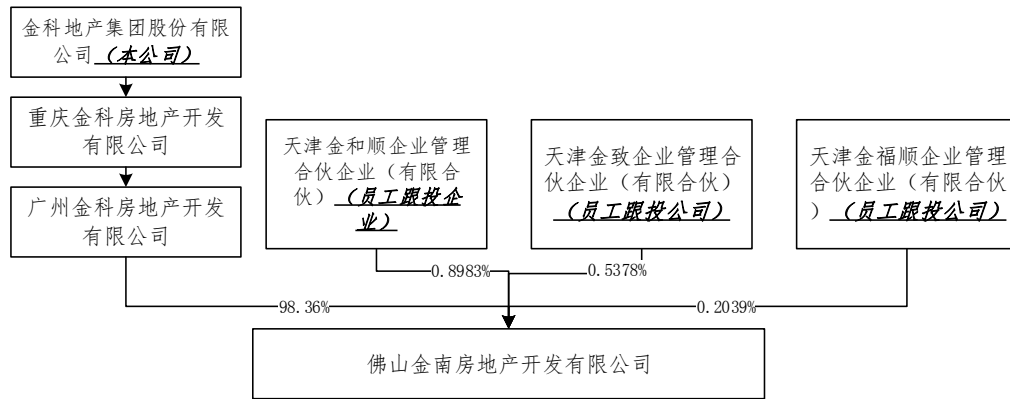 金科地产集团股份有限
公司（本公司）
重庆金科房地产开发
有限公司
广州金科房地产开发
有限公司
天津金和顺企业管理
合伙企业（有限合
伙）（员工跟投企
业）
天津金致企业管理合
伙企业（有限合伙）
（员工跟投公司）
天津金福顺企业管理
合伙企业（有限合伙
）（员工跟投公司）
0.8983%
0.5378%
98.36%
0.2039%
佛山金南房地产开发有限公司